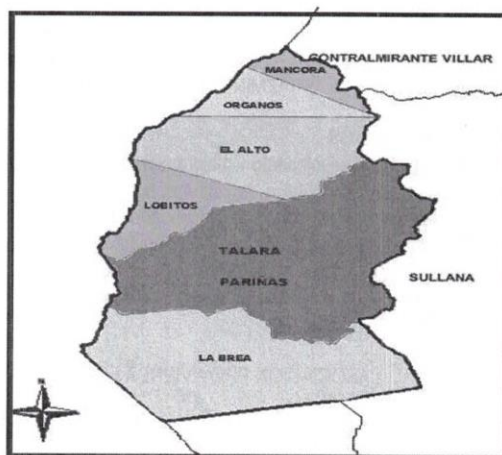 CONTRALMIRANTE VILLAR
MANCORA
ORGANOS
EL ALTO
LOBITOS
TALARA
PARIÑAS
SULLANA
LA BREA
N